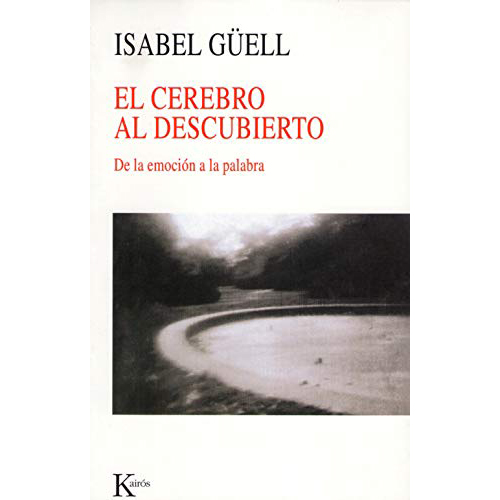 ISABEL GÜELL
EL CEREBRO
AL DESCUBIERTO
De la emoción a la palabra
Kairós